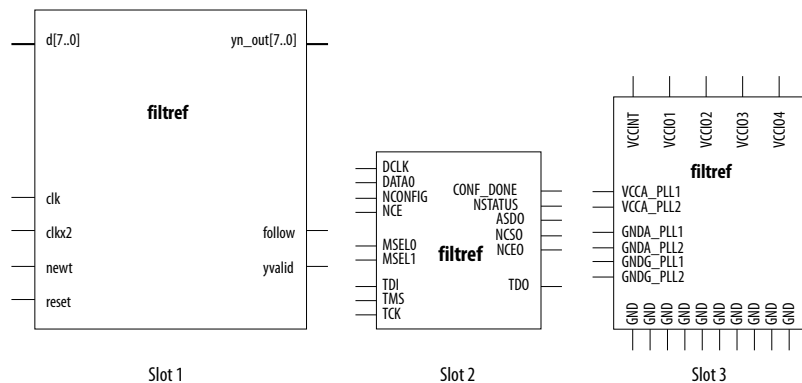 d[7..0]
yn_out[7..0]
filtref
clk
clkx2
follow
newt
yvalid
reset
Slot 1
DCLK
DATA0
NCONFIG
NCE
CONF_DONE
NSTATUS
ASDO
NCSO
NCEO
MSEL0
MSEL1
filtref
TDI
TMS
TCK
TDO
Slot 2
VCCINT
VCCIO1
VCCIO2
VCCIO3
VCCIO4
filtref
VCCA_PLL1
VCCA_PLL2
GNDA_PLL1
GNDA_PLL2
GNDG_PLL1
GNDG_PLL2
GND
GND
GND
GND
GND
GND
GND
GND
GND
Slot 3